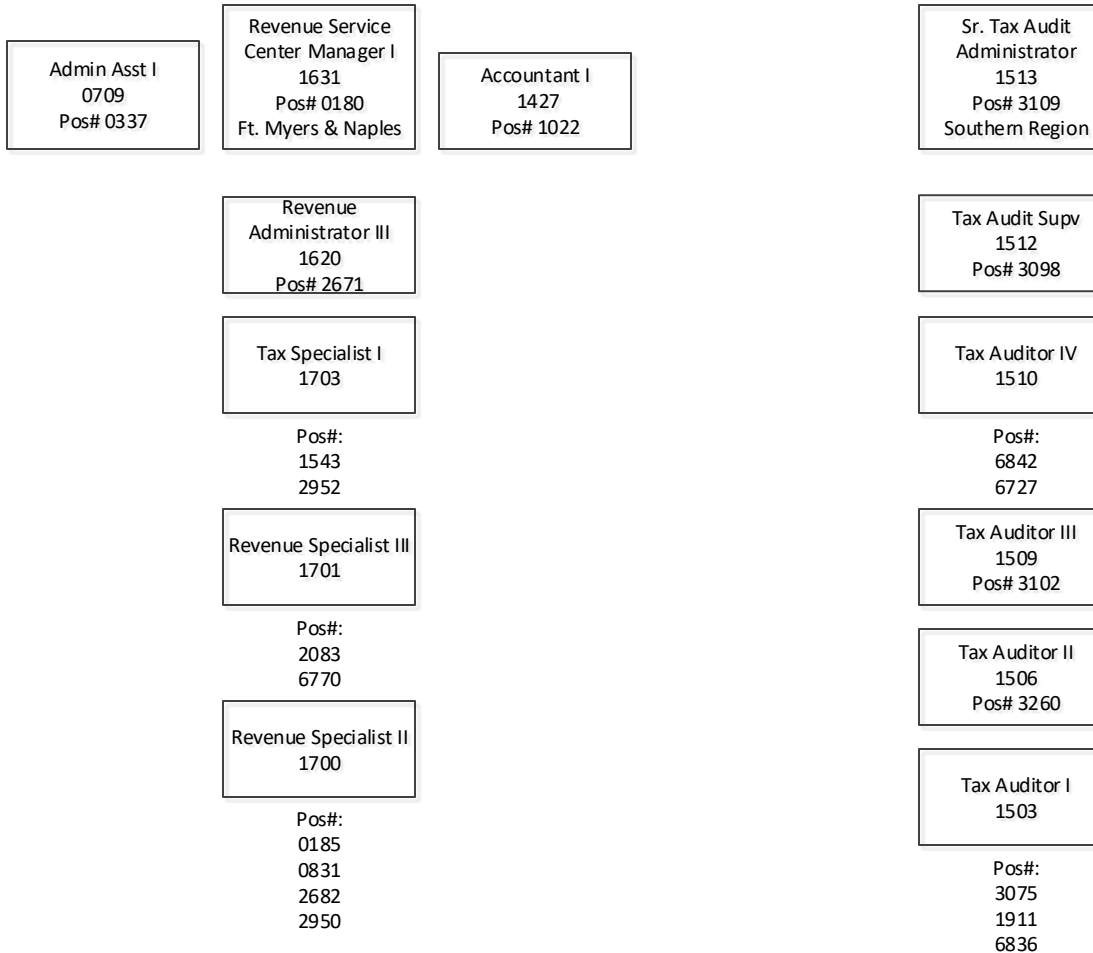 Admin Asst I
0709
Pos# 0337
Revenue Service
Center Manager I
1631
Pos# 0180
Ft. Myers & Naples
Accountant I
1427
Pos# 1022
Revenue
Administrator III
1620
Pos# 2671
Tax Specialist I
1703
Pos#:
1543
2952
Revenue Specialist III
1701
Pos#:
2083
6770
Revenue Specialist II
1700
Pos#:
0185
0831
2682
2950
Sr. Tax Audit
Administrator
1513
Pos# 3109
Southern Region
Tax Audit Supv
1512
Pos# 3098
Tax Auditor IV
1510
Pos#:
6842
6727
Tax Auditor III
1509
Pos# 3102
Tax Auditor II
1506
Pos# 3260
Tax Auditor I
1503
Pos#:
3075
1911
6836